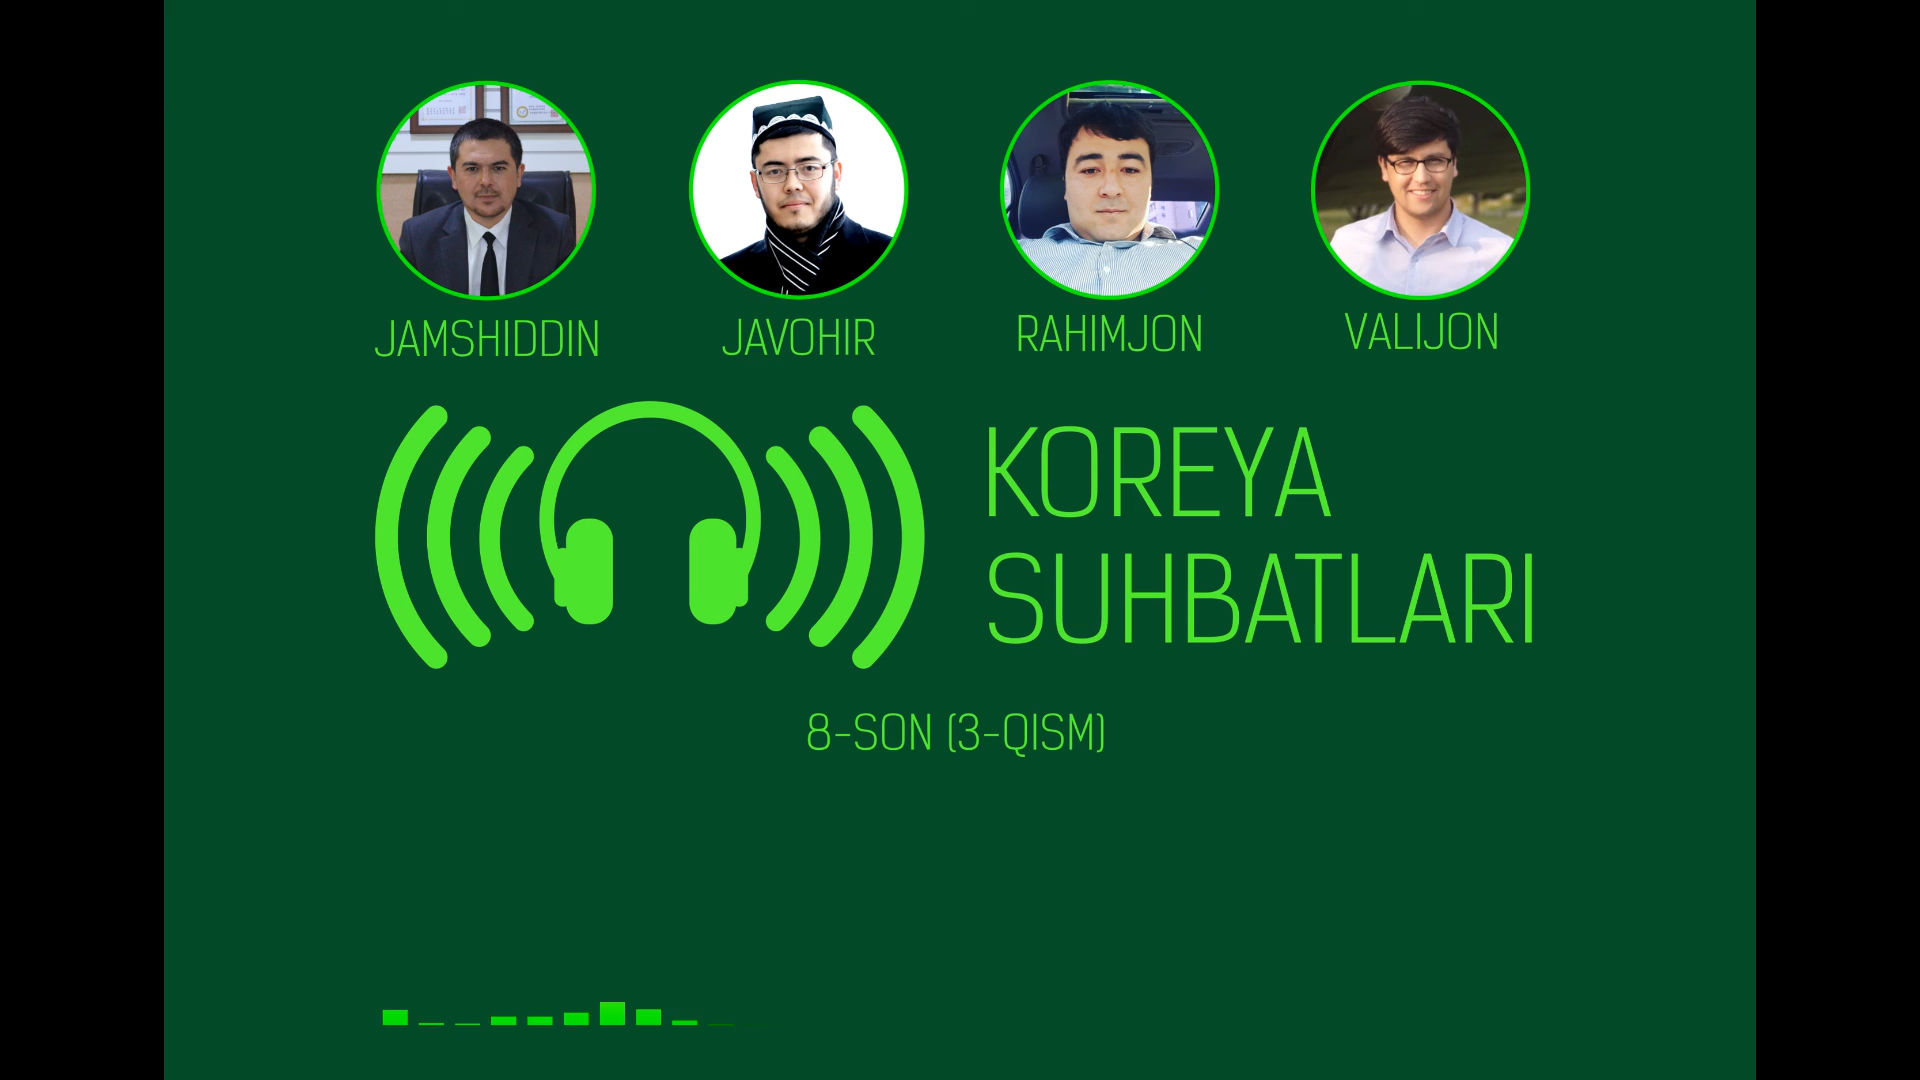 JAMSHIDDIN
JAVOHIR
RAHIMJON
VALIJON
KOREYA
SUHBATLARI
8-SON (3-QISM)